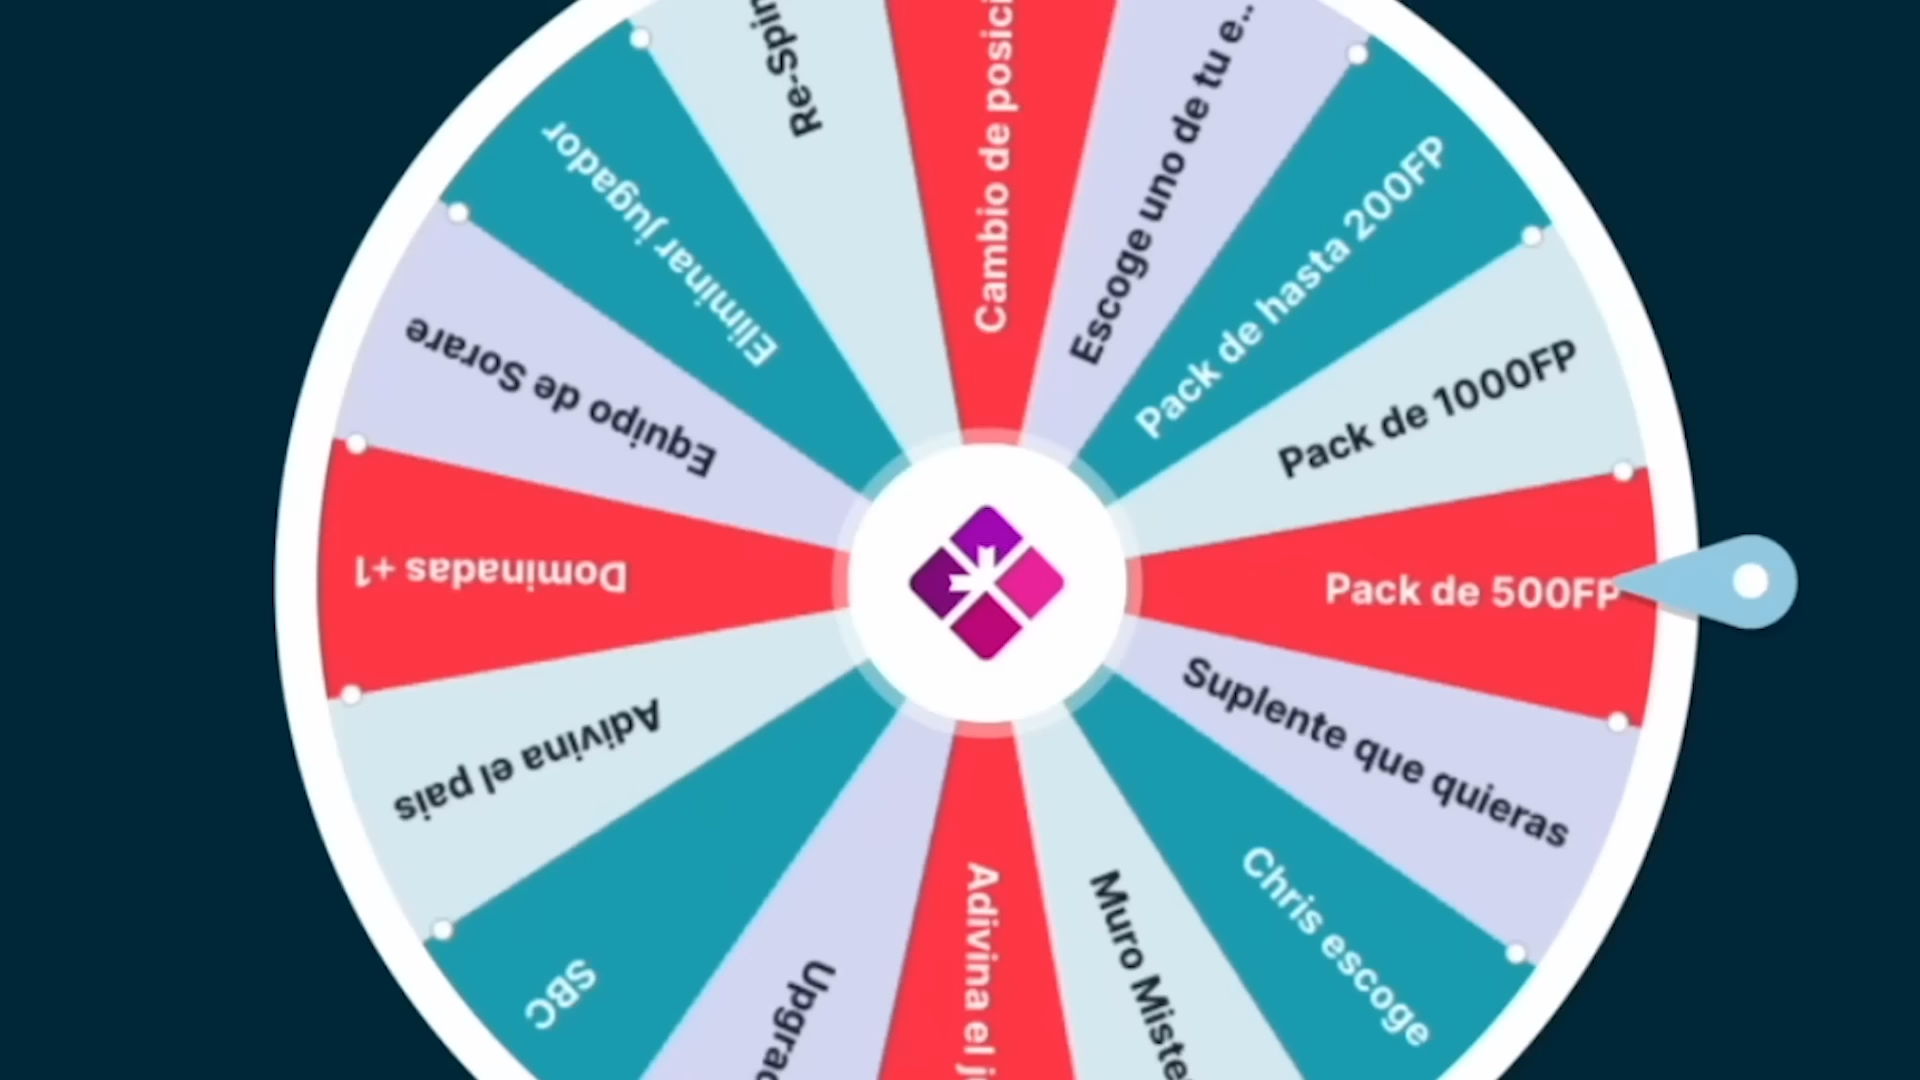 Re-Spin
Cambio de posici
Escoge uno de tu e..
Pack de hasta 200FP
Pack de 1000FP
Pack de 500FP
Suplente que quieras
Chris escoge
Muro Miste
Adivina el j
Upgrad
SBC
Adivina el país
Dominadas +1
Equipo de Sorare
Eliminar jugador